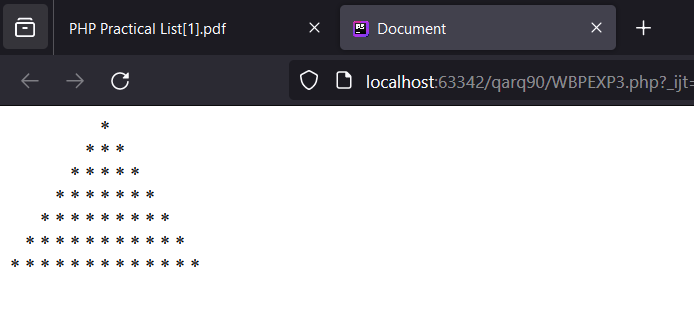 PHP Practical List[1].pdf
Document
localhost:63342/qarq90/WBPEXP3.php?_ijt=
*
* * *
* * * * *
* * * * * * *
* * * * * * * * *
* * * * * * * * * * *
* * * * * * * * * * * * *